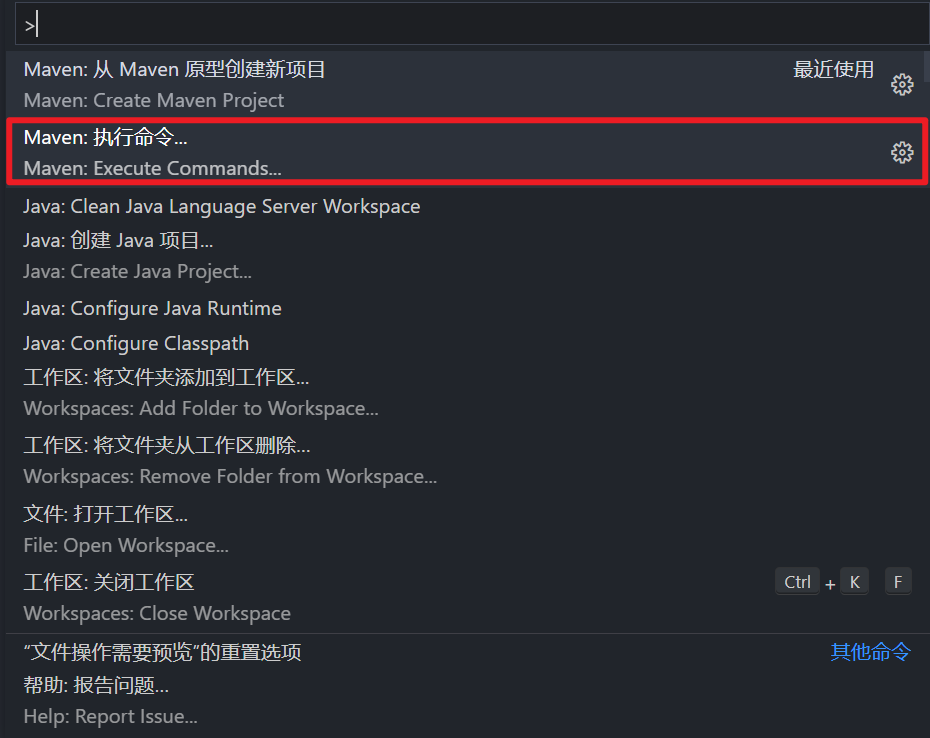 >
Maven: 从 Maven 原型创建新项目 最近使用
Maven: Create Maven Project
Maven: 执行命令...
Maven: Execute Commands...
Java: Clean Java Language Server Workspace
Java: 创建 Java 项目...
Java: Create Java Project...
Java: Configure Java Runtime
Java: Configure Classpath
工作区: 将文件夹添加到工作区...
Workspaces: Add Folder to Workspace...
工作区: 将文件夹从工作区删除...
Workspaces: Remove Folder from Workspace...
文件: 打开工作区...
File: Open Workspace...
工作区: 关闭工作区 Ctrl + K F
Workspaces: Close Workspace
“文件操作需要预览”的重置选项 其他命令
帮助: 报告问题...
Help: Report Issue...